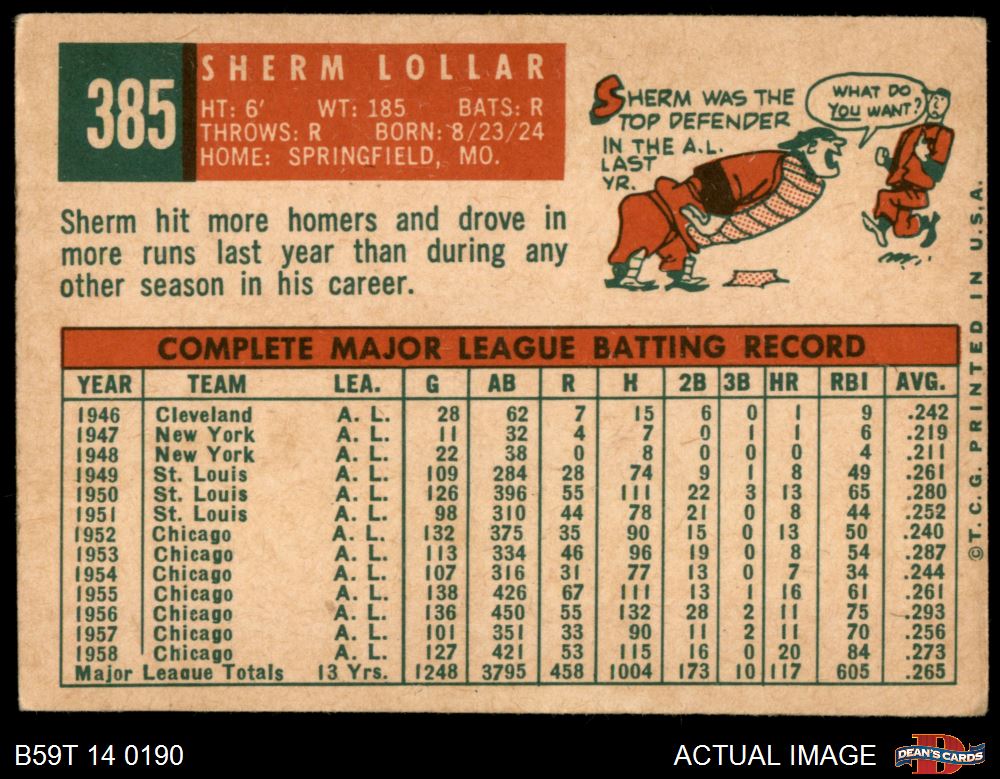 385
SHERM LOLLAR
HT: 6' WT: 185 BATS: R
THROWS: R BORN: 8/23/24
HOME: SPRINGFIELD, MO.
SHERM WAS THE
TOP DEFENDER
IN THE A.L.
LAST
YR.
WHAT DO
YOU WANT?
Sherm hit more homers and drove in
more runs last year than during any
other season in his career.
COMPLETE MAJOR LEAGUE BATTING RECORD
YEAR TEAM LEA. G AB R H 2B 3B HR RBI AVG.
1946 Cleveland A. L. 28 62 7 15 6 0 1 9 .242
1947 New York A. L. 11 32 4 7 0 1 1 6 .219
1948 New York A. L. 22 38 0 8 0 0 0 4 .211
1949 St. Louis A. L. 109 284 28 74 9 1 8 49 .261
1950 St. Louis A. L. 126 396 55 111 22 3 13 65 .280
1951 St. Louis A. L. 98 310 44 78 21 0 8 44 .252
1952 Chicago A. L. 132 375 35 90 15 0 13 50 .240
1953 Chicago A. L. 113 334 46 96 19 0 8 54 .287
1954 Chicago A. L. 107 316 31 77 13 0 7 34 .244
1955 Chicago A. L. 138 426 67 111 13 1 16 61 .261
1956 Chicago A. L. 136 450 55 132 28 2 11 75 .293
1957 Chicago A. L. 101 351 33 90 11 2 11 70 .256
1958 Chicago A. L. 127 421 53 115 16 0 20 84 .273
Major League Totals 13 Yrs. 1248 3795 458 1004 173 10 117 605 .265
©T.C.G. PRINTED IN U.S.A.
B59T 14 0190
ACTUAL IMAGE
D
DEAN'S CARDS